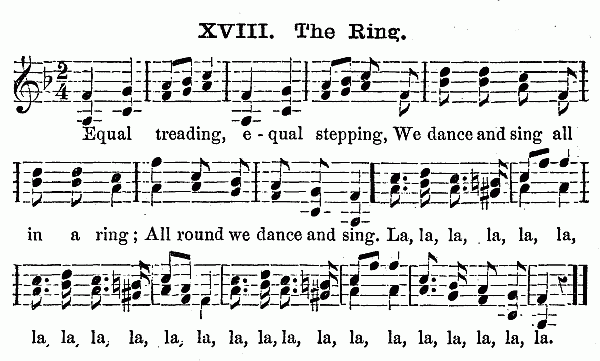 XVIII. The Ring.
2
4
Equal treading, e - qual stepping, We dance and sing all
in a ring; All round we dance and sing. La, la, la, la, la, la,
la, la, la, la, la, la, la, la, la, la, la, la, la, la, la, la.